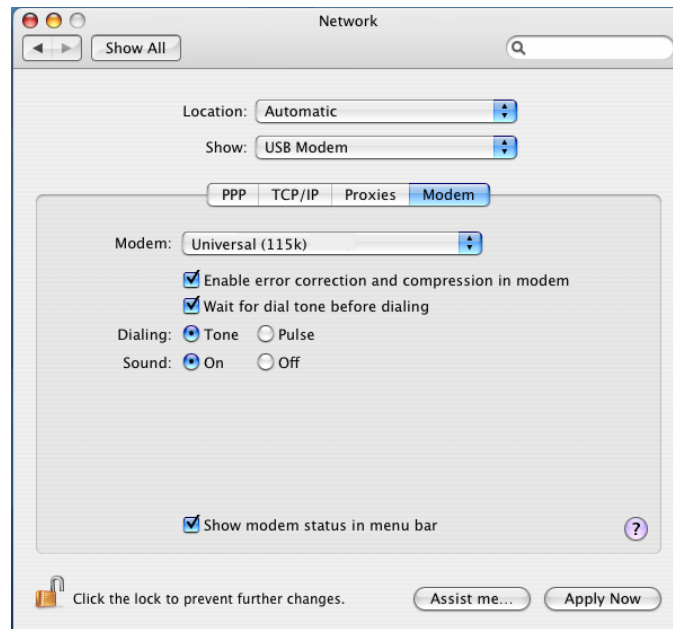 Network
Show All
Location: Automatic
Show: USB Modem
PPP TCP/IP Proxies Modem
Modem: Universal (115k)
Enable error correction and compression in modem
Wait for dial tone before dialing
Dialing: Tone Pulse
Sound: On Off
Show modem status in menu bar
?
Click the lock to prevent further changes. Assist me... Apply Now